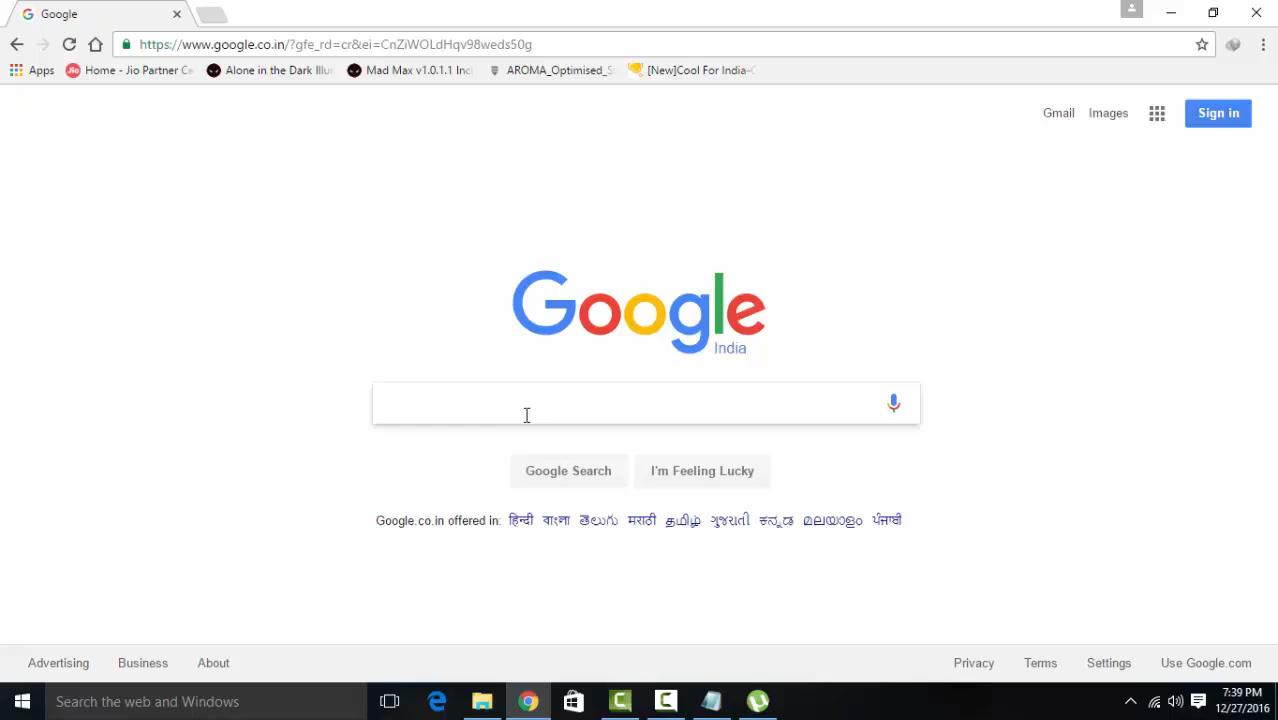 Google
https://www.google.co.in/?gfe_rd=cr&ei=CnZiWOLdHqv98weds50g
Apps Home - Jio Partner Ce Alone in the Dark Illu Mad Max v1.0.1.1 Inc AROMA_Optimised_S [New]Cool For India-
Gmail Images Sign in
Google
India
Google Search I'm Feeling Lucky
Google.co.in offered in: हिन्दी বাংলা తెలుగు मराठी தமிழ் ગુજરાતી ಕನ್ನಡ മലയാളം ਪੰਜਾਬੀ
Advertising Business About Privacy Terms Settings Use Google.com
Search the web and Windows
7:39 PM
12/27/2016